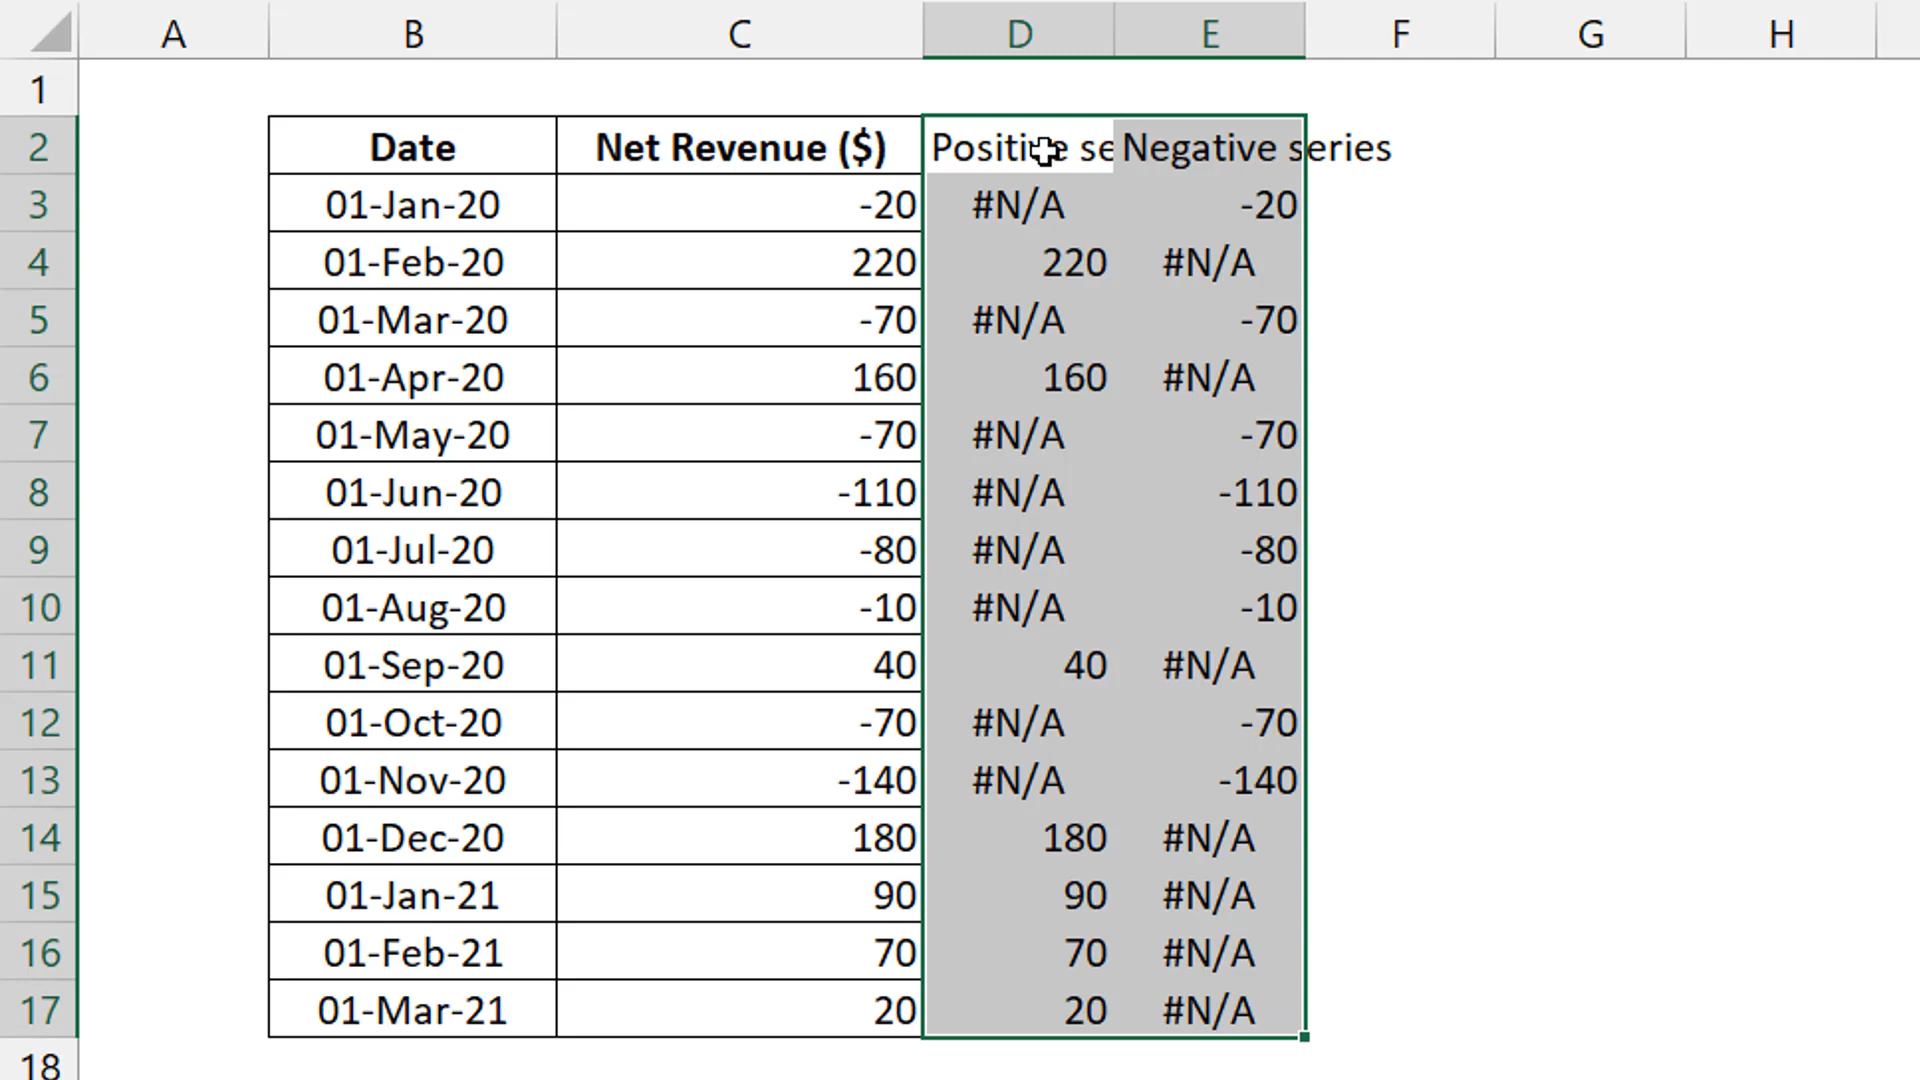 A B C D E F G H
1
2 Date Net Revenue ($) Positive se Negative series
3 01-Jan-20 -20 #N/A -20
4 01-Feb-20 220 220 #N/A
5 01-Mar-20 -70 #N/A -70
6 01-Apr-20 160 160 #N/A
7 01-May-20 -70 #N/A -70
8 01-Jun-20 -110 #N/A -110
9 01-Jul-20 -80 #N/A -80
10 01-Aug-20 -10 #N/A -10
11 01-Sep-20 40 40 #N/A
12 01-Oct-20 -70 #N/A -70
13 01-Nov-20 -140 #N/A -140
14 01-Dec-20 180 180 #N/A
15 01-Jan-21 90 90 #N/A
16 01-Feb-21 70 70 #N/A
17 01-Mar-21 20 20 #N/A
18